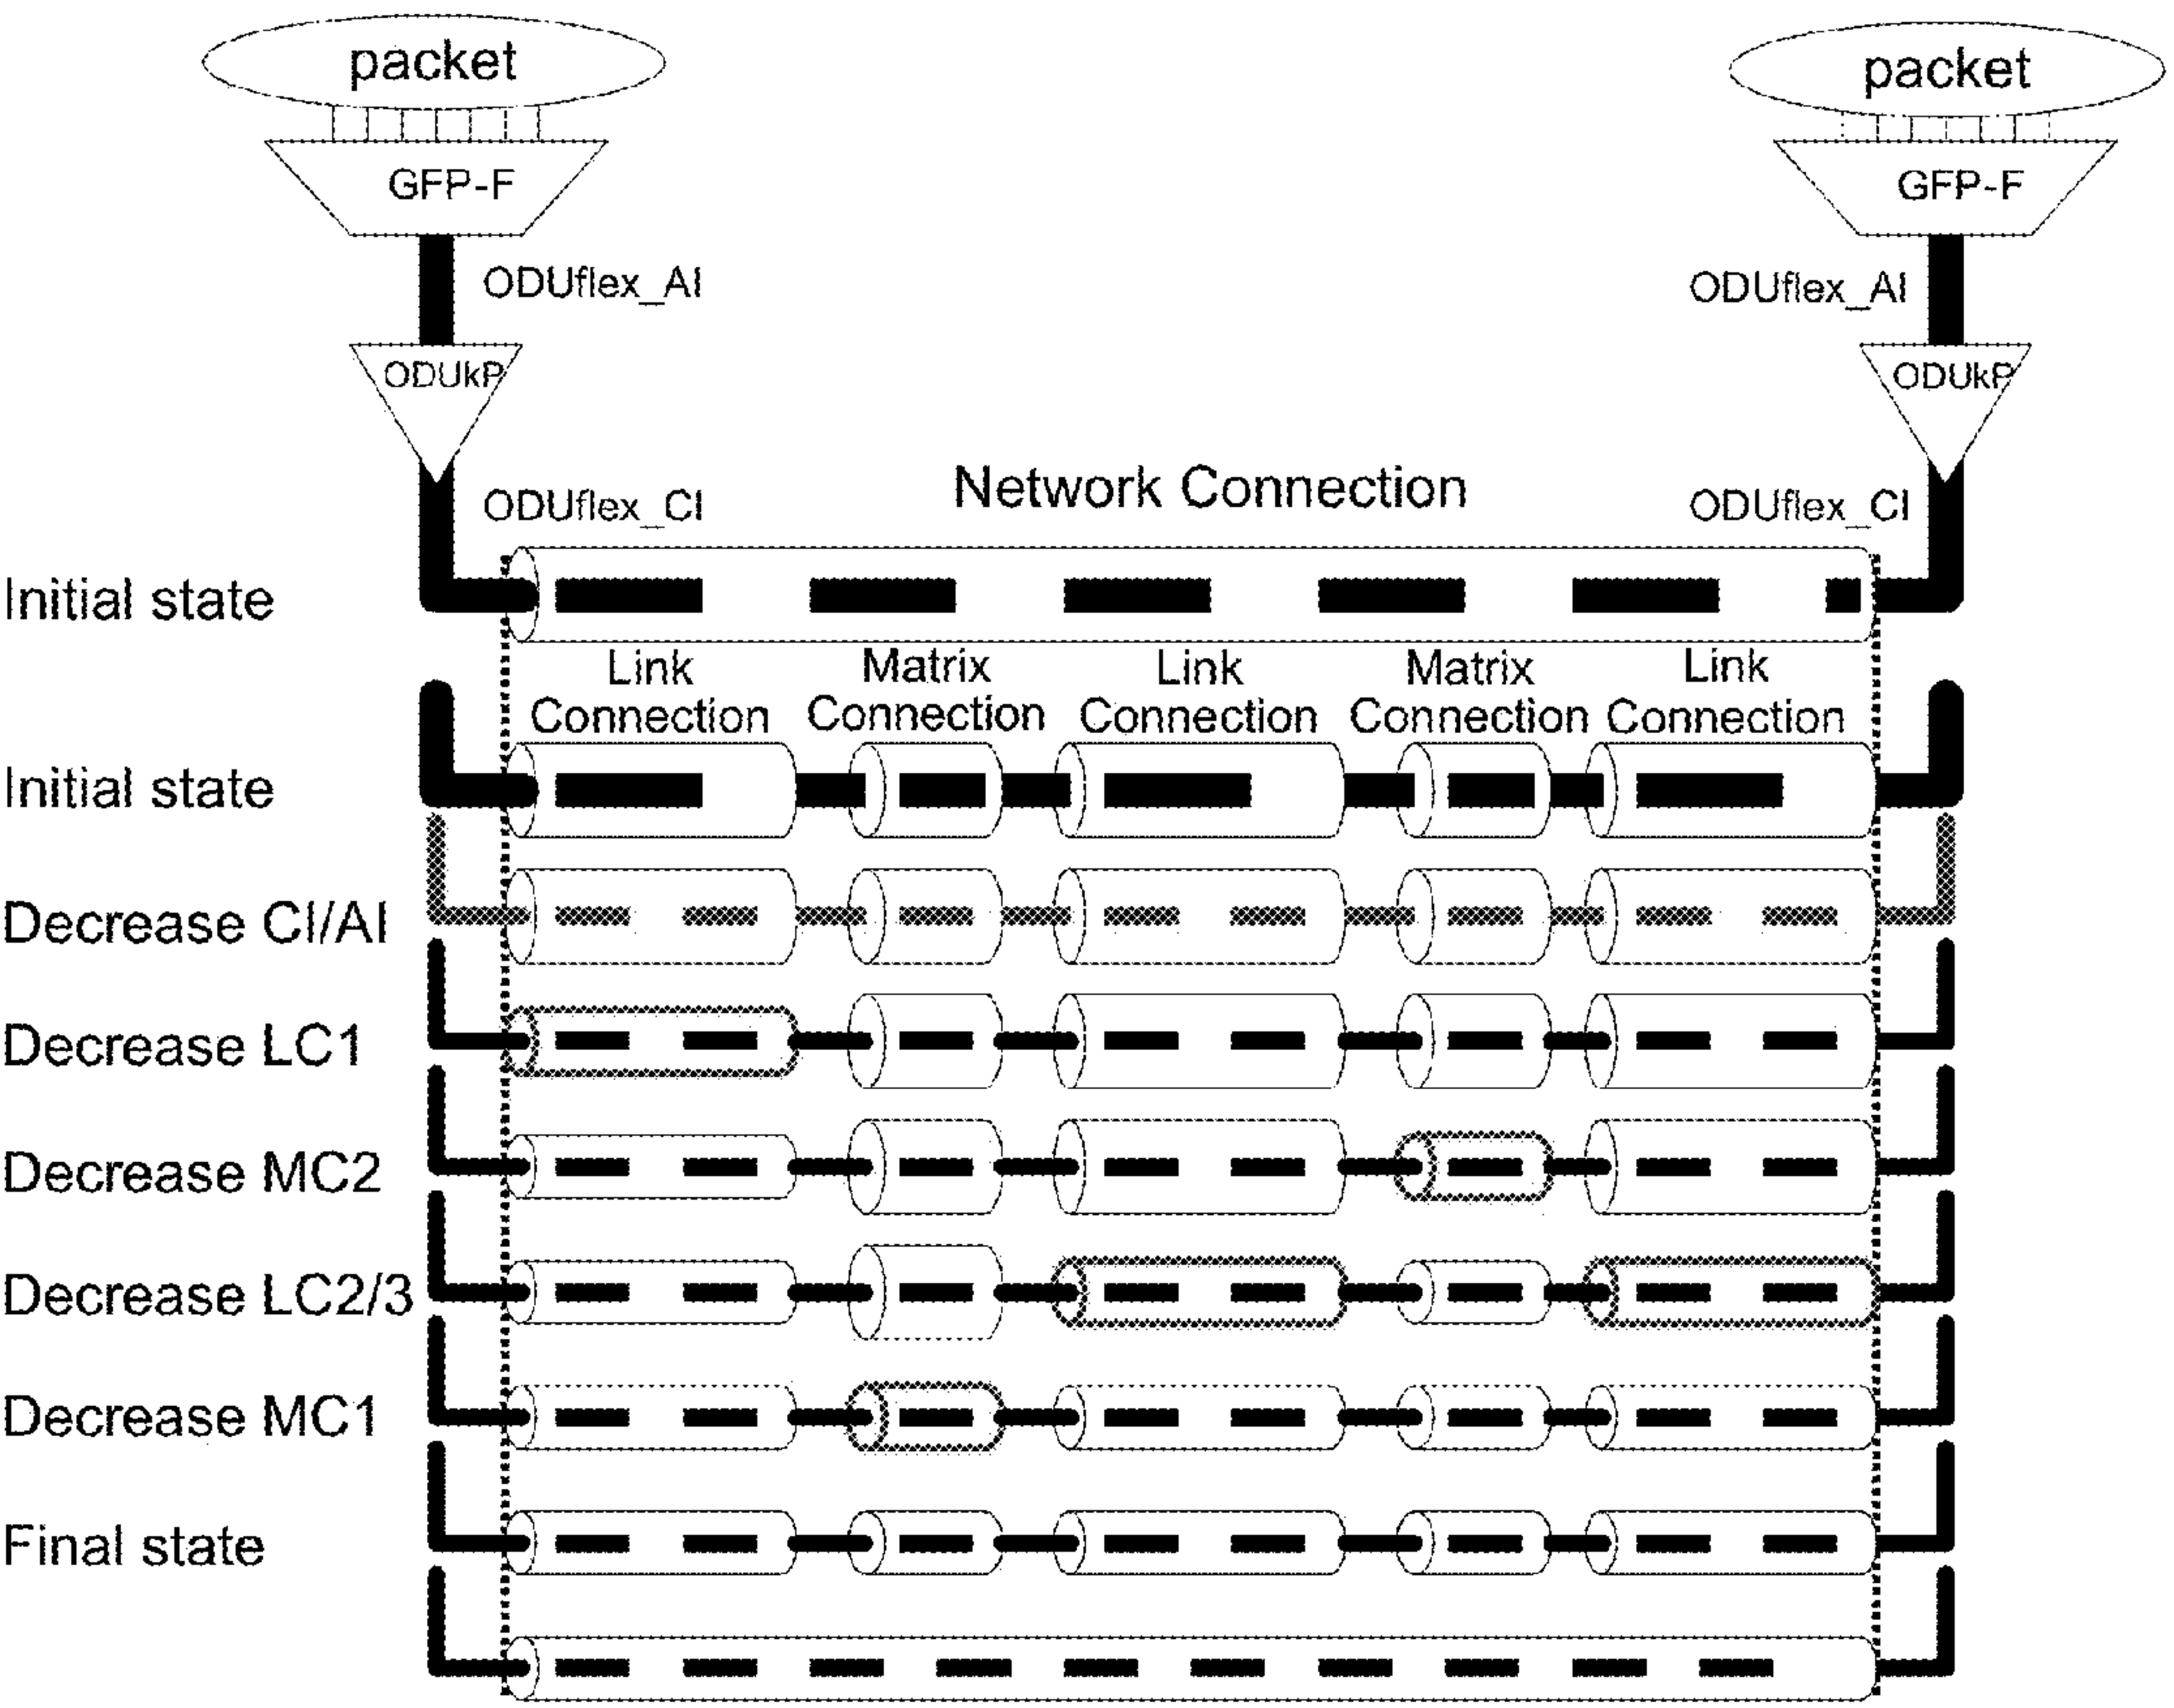 packet
packet
GFP-F
GFP-F
ODUflex_AI
ODUflex_AI
ODUkP
ODUkP
Network Connection
ODUflex_CI
ODUflex_CI
Initial state
Link Connection
Matrix Connection
Link Connection
Matrix Connection
Link Connection
Initial state
Decrease CI/AI
Decrease LC1
Decrease MC2
Decrease LC2/3
Decrease MC1
Final state